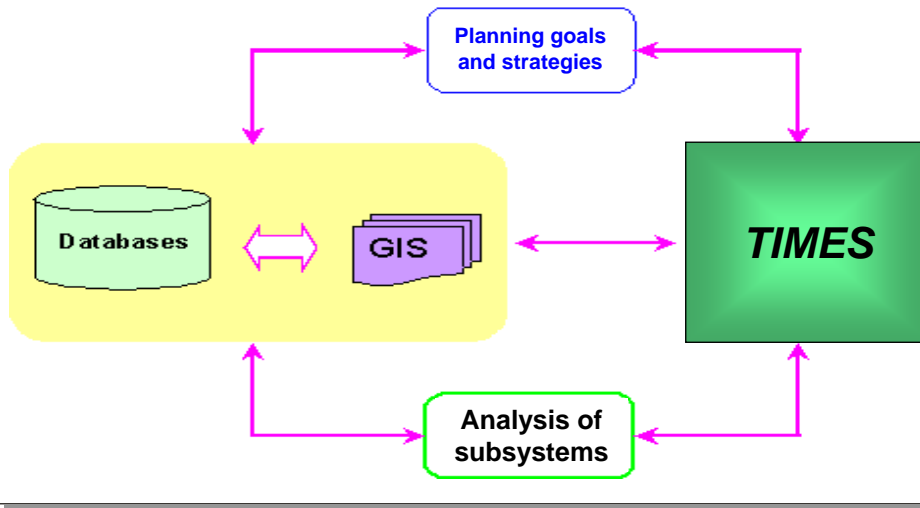 Planning goals
and strategies
Databases
GIS
TIMES
Analysis of
subsystems